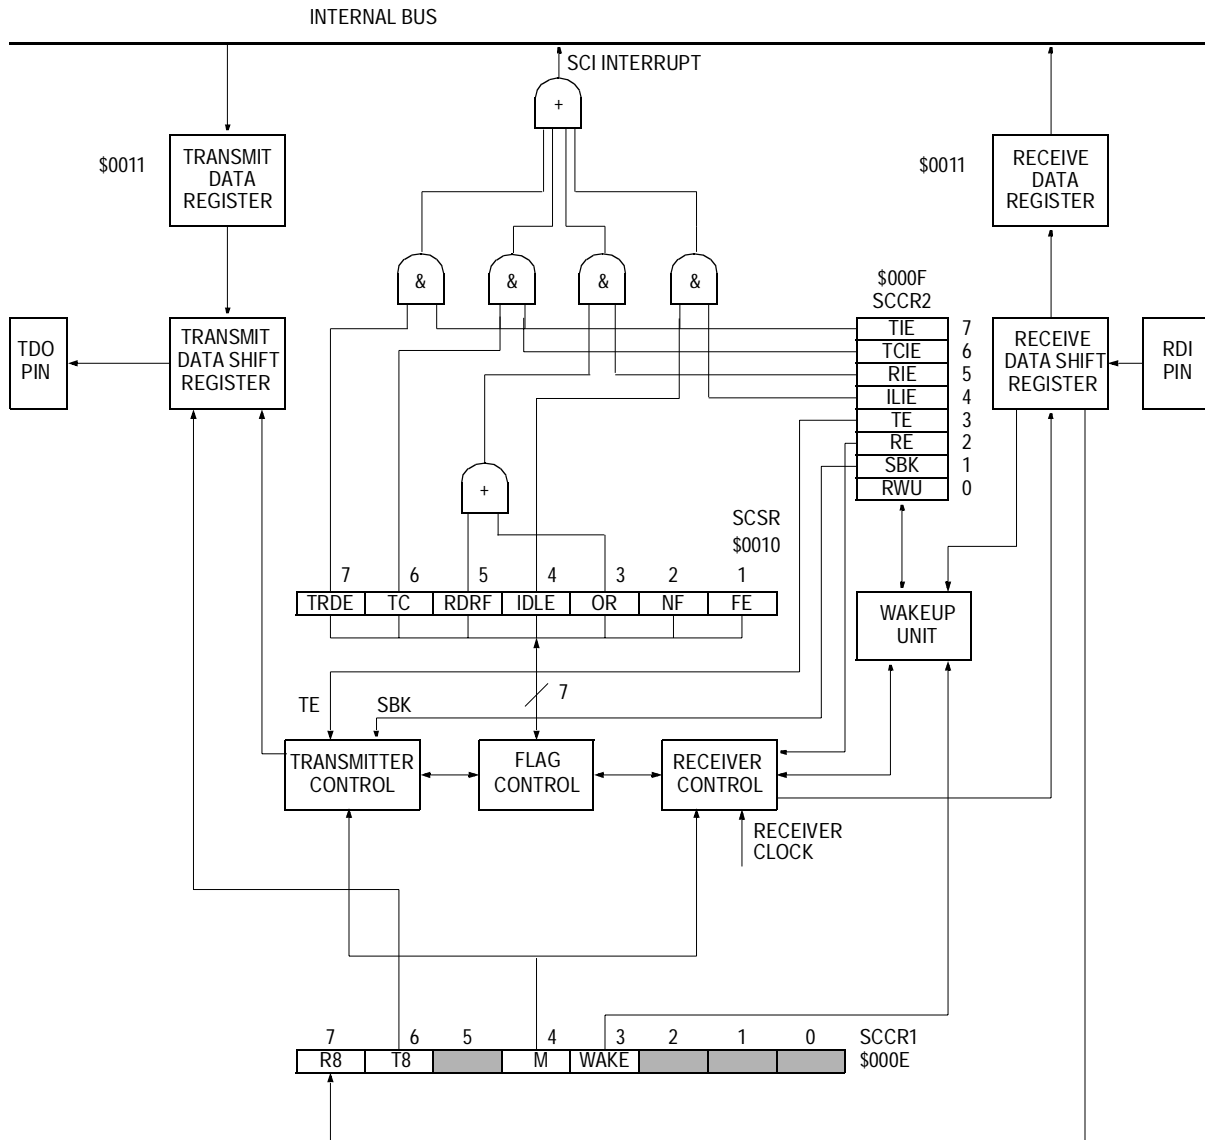 INTERNAL BUS
SCI INTERRUPT
+
$0011
TRANSMIT
DATA
REGISTER
$0011
RECEIVE
DATA
REGISTER
&
&
&
&
$000F
SCCR2
TDO
PIN
TRANSMIT
DATA SHIFT
REGISTER
TIE 7
TCIE 6
RIE 5
ILIE 4
TE 3
RE 2
SBK 1
RWU 0
RECEIVE
DATA SHIFT
REGISTER
RDI
PIN
+
SCSR
$0010
7 6 5 4 3 2 1
TRDE TC RDRF IDLE OR NF FE
WAKEUP
UNIT
7
TE
SBK
TRANSMITTER
CONTROL
FLAG
CONTROL
RECEIVER
CONTROL
RECEIVER
CLOCK
7 6 5 4 3 2 1 0
SCCR1
R8 T8 M WAKE
$000E